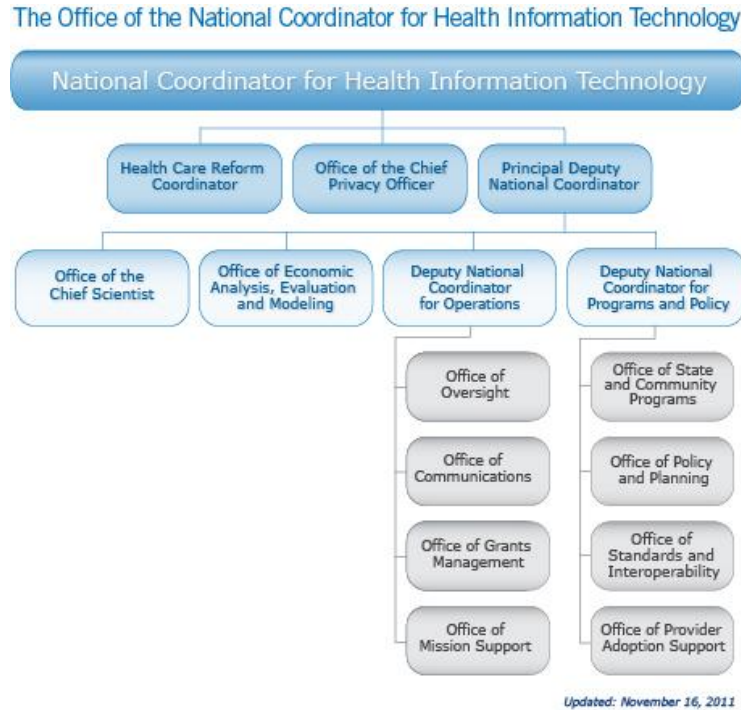 The Office of the National Coordinator for Health Information Technology
National Coordinator for Health Information Technology
Health Care Reform
Coordinator
Office of the Chief
Privacy Officer
Principal Deputy
National Coordinator
Office of the
Chief Scientist
Office of Economic
Analysis, Evaluation
and Modeling
Deputy National
Coordinator
for Operations
Deputy National
Coordinator for
Programs and Policy
Office of
Oversight
Office of
Communications
Office of Grants
Management
Office of
Mission Support
Office of State
and Community
Programs
Office of Policy
and Planning
Office of
Standards and
Interoperability
Office of Provider
Adoption Support
Updated: November 16, 2011